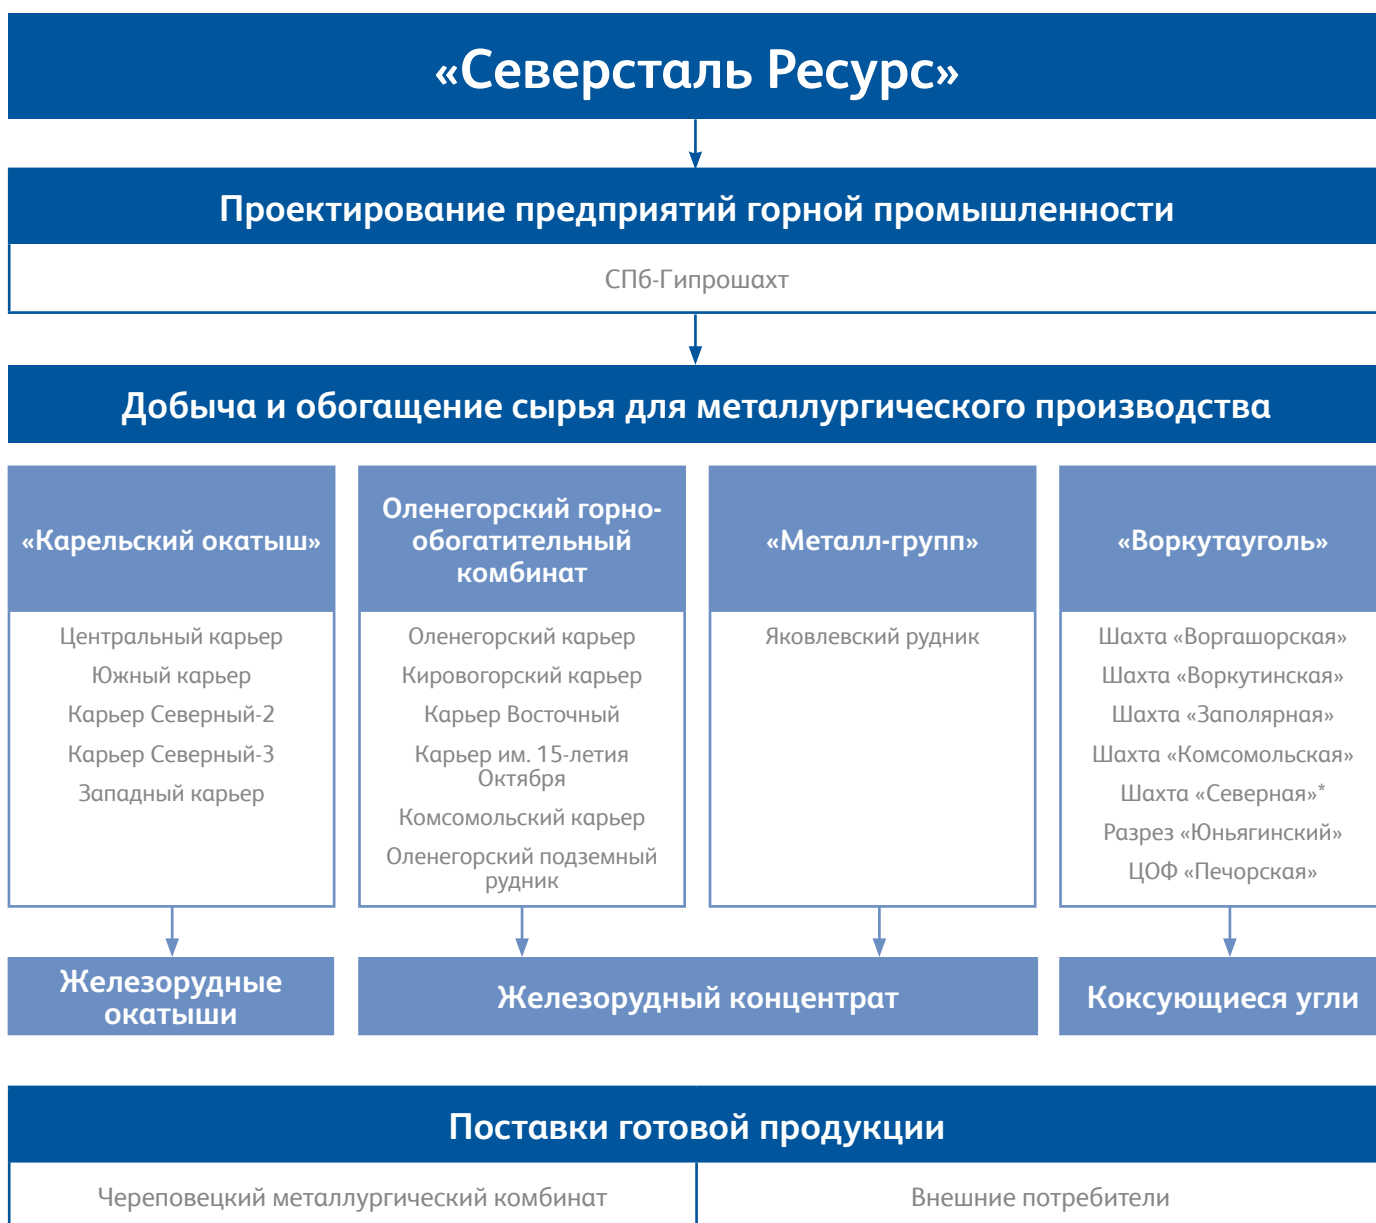 «Северсталь Ресурс»
Проектирование предприятий горной промышленности
СПб-Гипрошахт
Добыча и обогащение сырья для металлургического производства
«Карельский окатыш»
Центральный карьер
Южный карьер
Карьер Северный-2
Карьер Северный-3
Западный карьер
Железорудные
окатыши
Оленегорский горно-
обогатительный
комбинат
Оленегорский карьер
Кировогорский карьер
Карьер Восточный
Карьер им. 15-летия
Октября
Комсомольский карьер
Оленегорский подземный
рудник
«Металл-групп»
Яковлевский рудник
Железорудный концентрат
«Воркутауголь»
Шахта «Воргашорская»
Шахта «Воркутинская»
Шахта «Заполярная»
Шахта «Комсомольская»
Шахта «Северная»*
Разрез «Юньягинский»
ЦОФ «Печорская»
Коксующиеся угли
Поставки готовой продукции
Череповецкий металлургический комбинат
Внешние потребители